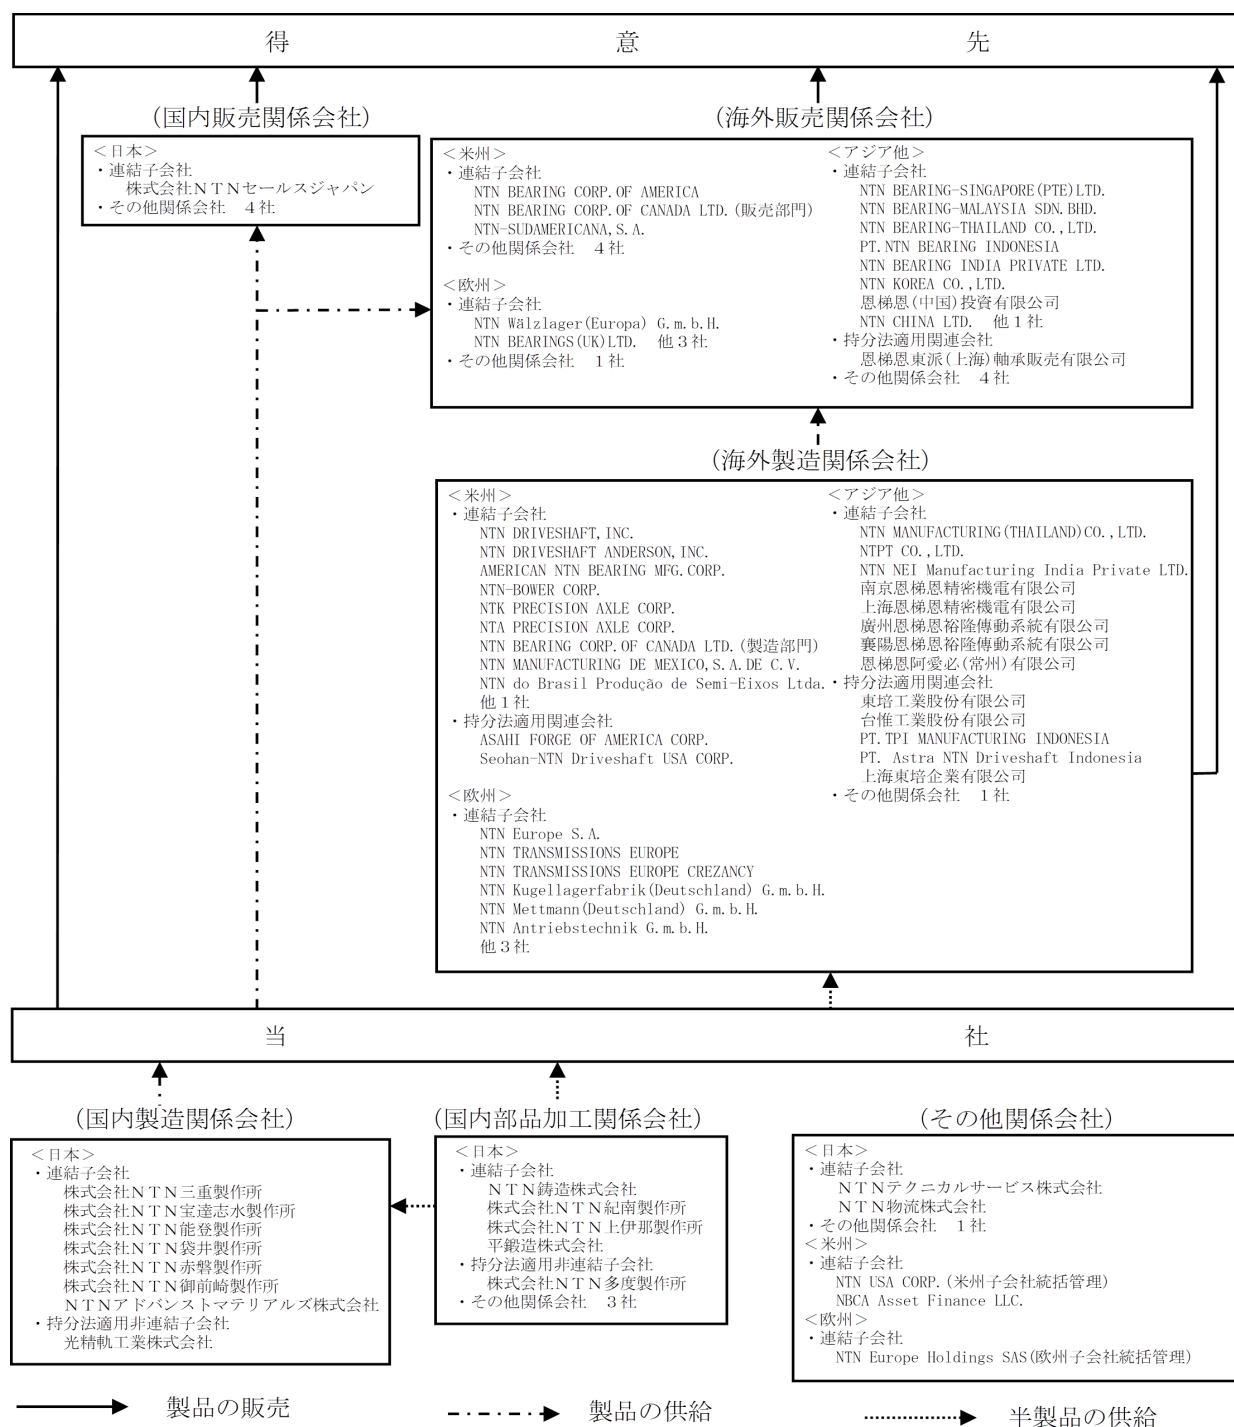 得意先
(国内販売関係会社)
<日本>
・連結子会社
株式会社NTNセールスジャパン
・その他関係会社 4社
(海外販売関係会社)
<米州>
・連結子会社
NTN BEARING CORP.OF AMERICA
NTN BEARING CORP.OF CANADA LTD.(販売部門)
NTN-SUDAMERICANA,S.A.
・その他関係会社 4社
<欧州>
・連結子会社
NTN Wälzlager(Europa) G.m.b.H.
NTN BEARINGS(UK)LTD. 他3社
・その他関係会社 1社
<アジア他>
・連結子会社
NTN BEARING-SINGAPORE(PTE)LTD.
NTN BEARING-MALAYSIA SDN.BHD.
NTN BEARING-THAILAND CO.,LTD.
PT.NTN BEARING INDONESIA
NTN BEARING INDIA PRIVATE LTD.
NTN KOREA CO.,LTD.
恩梯恩(中国)投資有限公司
NTN CHINA LTD. 他1社
・持分法適用関連会社
恩梯恩東派(上海)軸承販売有限公司
・その他関係会社 4社
(海外製造関係会社)
<米州>
・連結子会社
NTN DRIVESHAFT,INC.
NTN DRIVESHAFT ANDERSON,INC.
AMERICAN NTN BEARING MFG.CORP.
NTN-BOWER CORP.
NTK PRECISION AXLE CORP.
NTA PRECISION AXLE CORP.
NTN BEARING CORP.OF CANADA LTD.(製造部門)
NTN MANUFACTURING DE MEXICO,S.A.DE C.V.
NTN do Brasil Produção de Semi-Eixos Ltda.
他1社
・持分法適用関連会社
ASAHI FORGE OF AMERICA CORP.
Seohan-NTN Driveshaft USA CORP.
<欧州>
・連結子会社
NTN Europe S.A.
NTN TRANSMISSIONS EUROPE
NTN TRANSMISSIONS EUROPE CREZANCY
NTN Kugellagerfabrik(Deutschland) G.m.b.H.
NTN Mettmann(Deutschland) G.m.b.H.
NTN Antriebstechnik G.m.b.H.
他3社
<アジア他>
・連結子会社
NTN MANUFACTURING(THAILAND)CO.,LTD.
NTPT CO.,LTD.
NTN NEI Manufacturing India Private LTD.
南京恩梯恩精密機電有限公司
上海恩梯恩精密機電有限公司
廣州恩梯恩裕隆傳動系統有限公司
襄陽恩梯恩裕隆傳動系統有限公司
恩梯恩阿愛必(常州)有限公司
・持分法適用関連会社
東培工業股份有限公司
台惟工業股份有限公司
PT.TPI MANUFACTURING INDONESIA
PT. Astra NTN Driveshaft Indonesia
上海東培企業有限公司
・その他関係会社 1社
当社
(国内製造関係会社)
<日本>
・連結子会社
株式会社NTN三重製作所
株式会社NTN宝達志水製作所
株式会社NTN能登製作所
株式会社NTN袋井製作所
株式会社NTN赤磐製作所
株式会社NTN御前崎製作所
NTNアドバンストマテリアルズ株式会社
・持分法適用非連結子会社
光精軌工業株式会社
(国内部品加工関係会社)
<日本>
・連結子会社
NTN鋳造株式会社
株式会社NTN紀南製作所
株式会社NTN上伊那製作所
平鍛造株式会社
・持分法適用非連結子会社
株式会社NTN多度製作所
・その他関係会社 3社
(その他関係会社)
<日本>
・連結子会社
NTNテクニカルサービス株式会社
NTN物流株式会社
・その他関係会社 1社
<米州>
・連結子会社
NTN USA CORP.(米州子会社統括管理)
NBCA Asset Finance LLC.
<欧州>
・連結子会社
NTN Europe Holdings SAS(欧州子会社統括管理)
製品の販売
製品の供給
半製品の供給